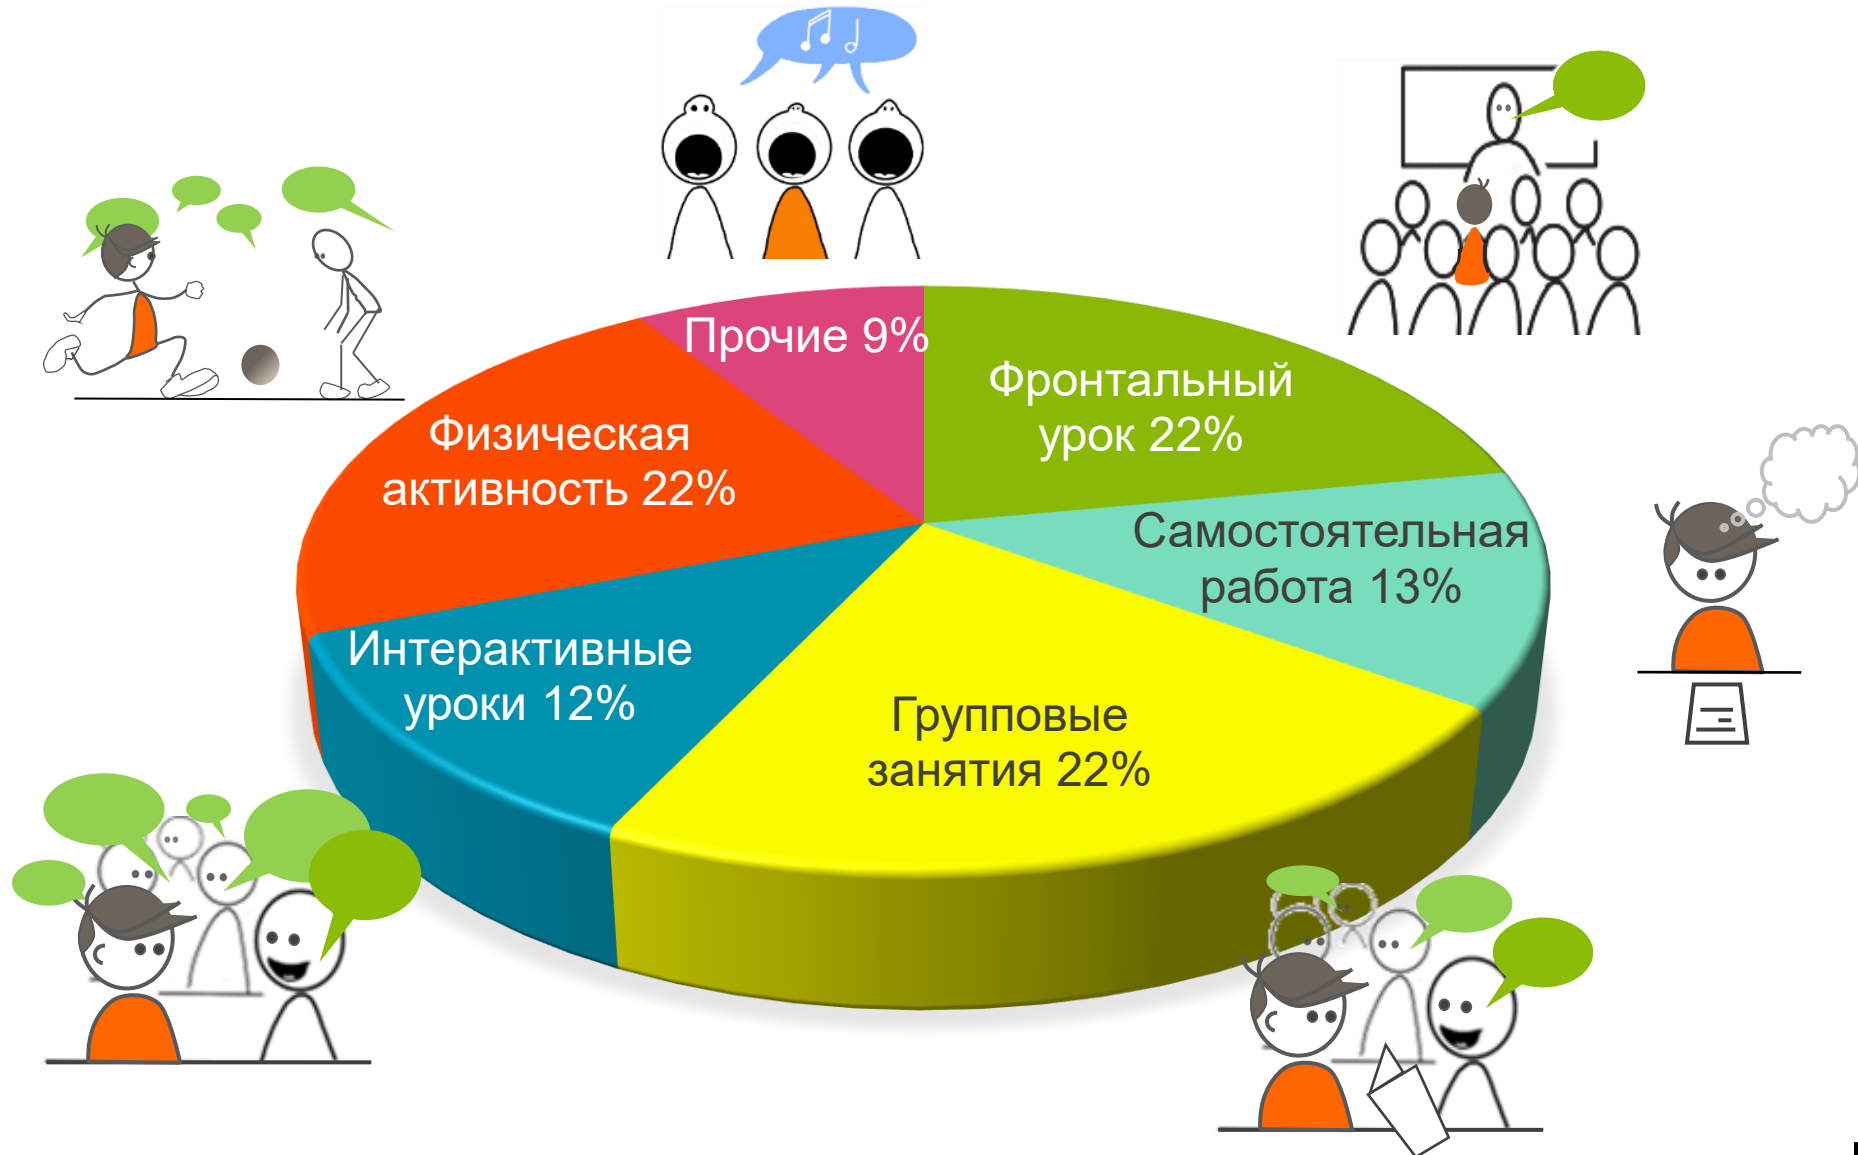 Прочие 9%
Фронтальный
урок 22%
Самостоятельная
работа 13%
Групповые
занятия 22%
Интерактивные
уроки 12%
Физическая
активность 22%